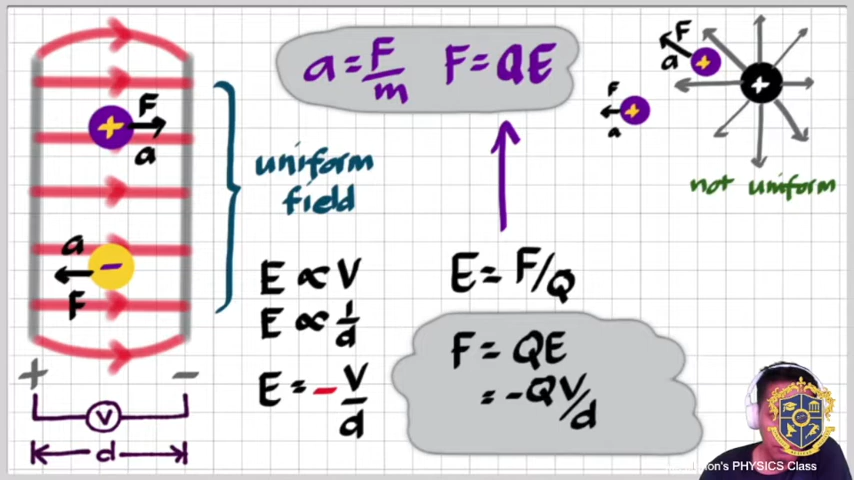 a = F/m F = QE
F
a
F
a
F
a
a
F
uniform
field
not uniform
E ∝ V
E ∝ 1/d
E = -V/d
E = F/Q
F = QE
= -QV/d
+ -
V
d
PHYSICS Class